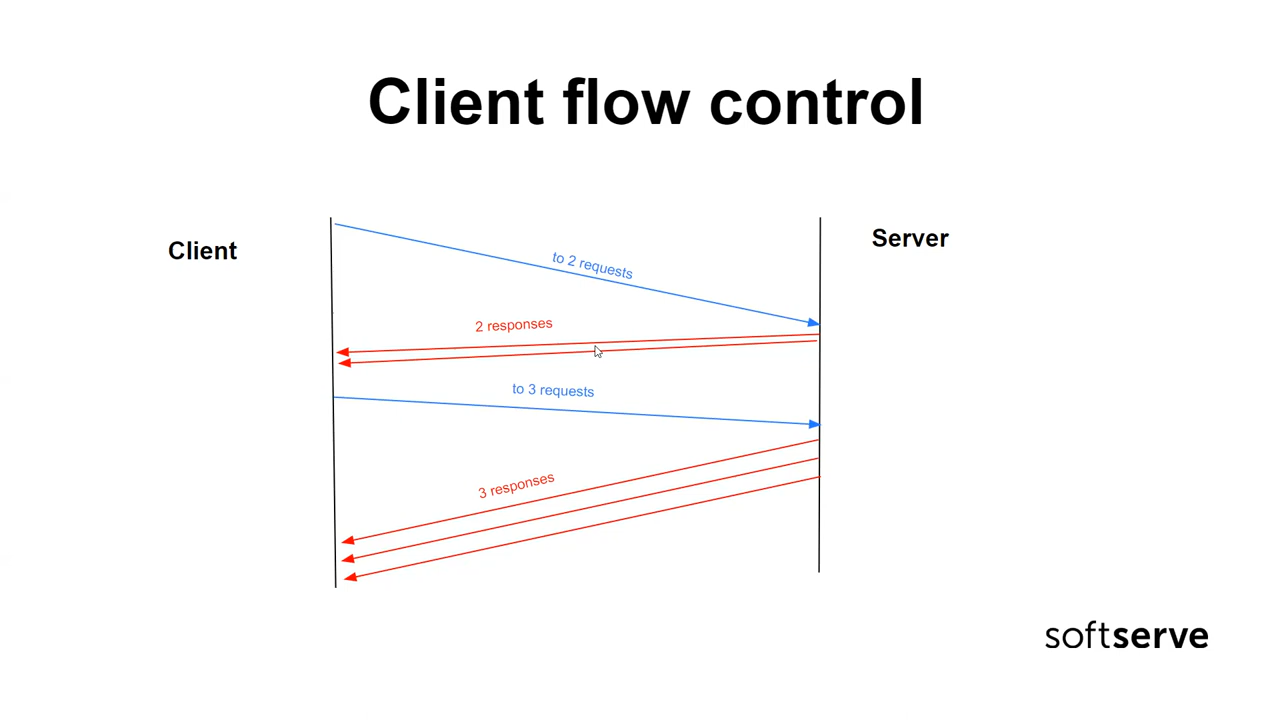 Client flow control
Client
Server
to 2 requests
2 responses
to 3 requests
3 responses
softserve